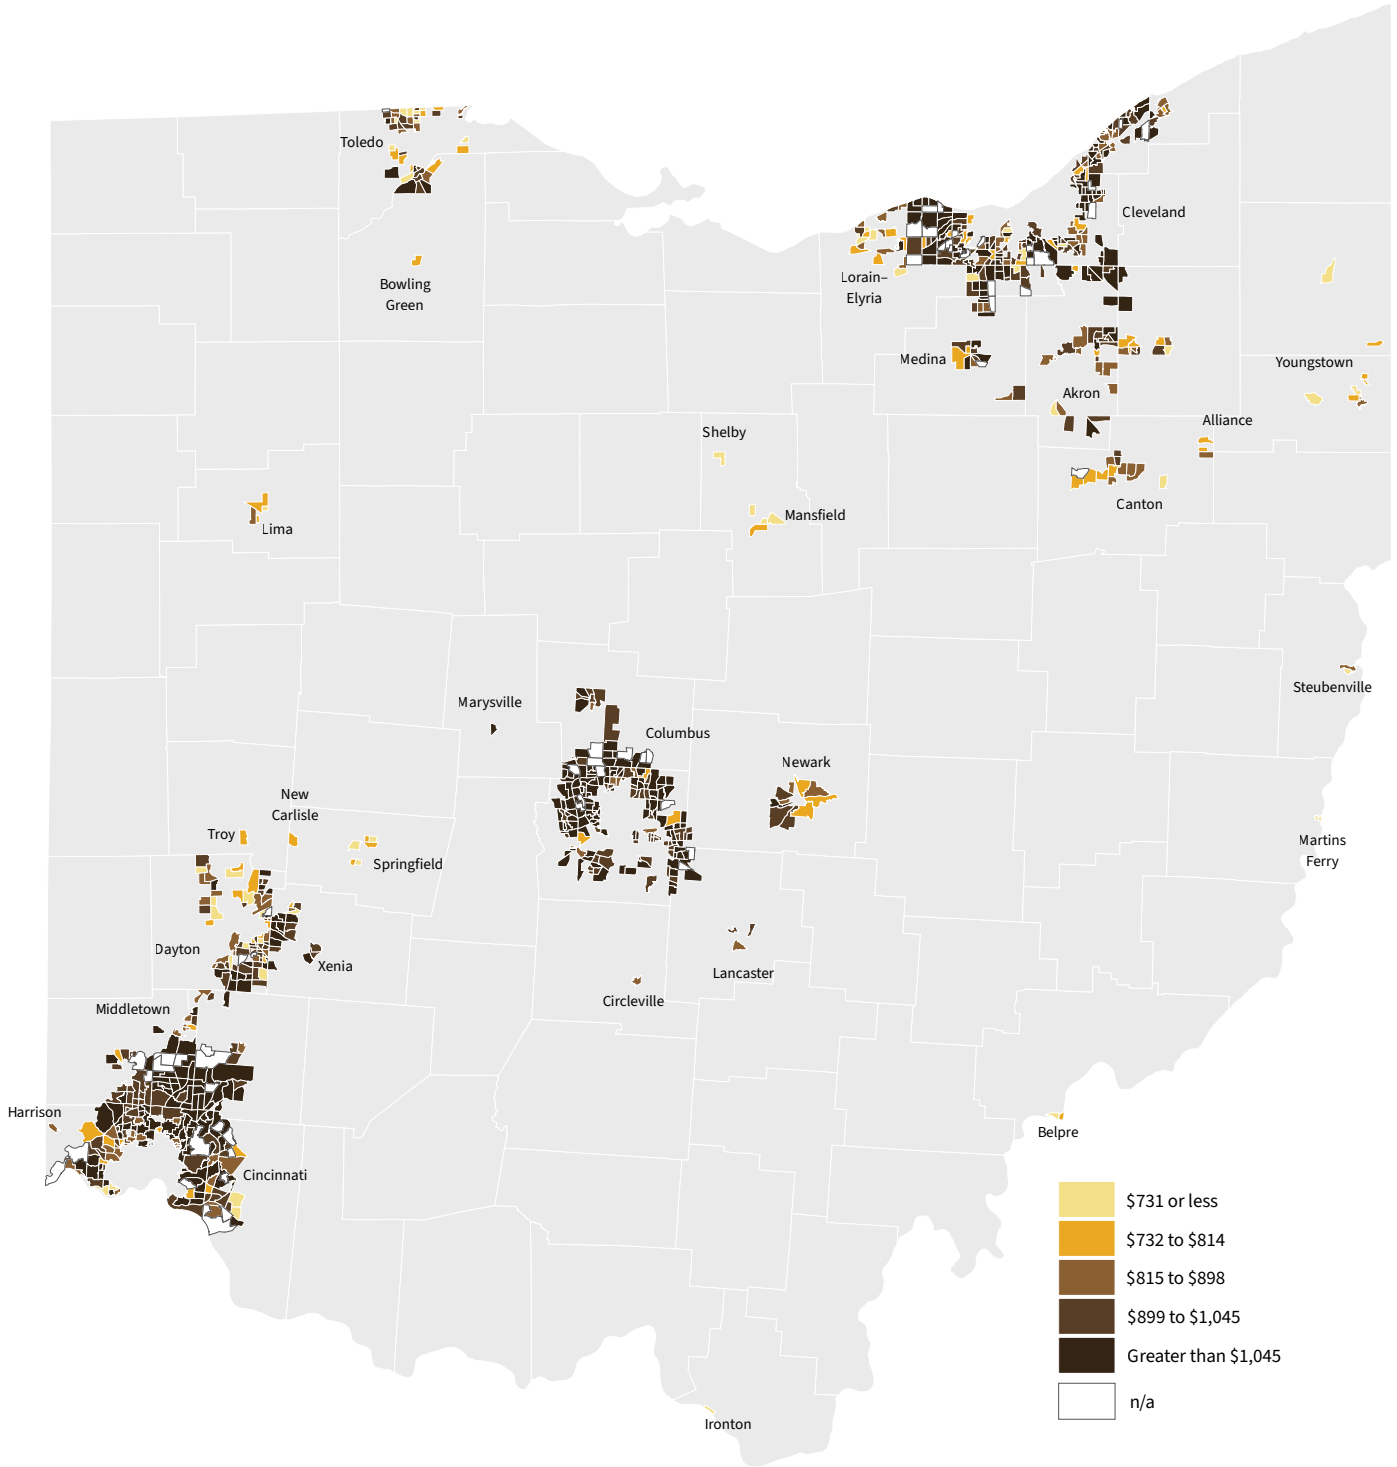 Toledo
Cleveland
Bowling
Green
Lorain–
Elyria
Medina
Youngstown
Akron
Alliance
Shelby
Canton
Mansfield
Lima
Steubenville
Marysville
Columbus
Newark
New
Carlisle
Troy
Springfield
Martins
Ferry
Dayton
Xenia
Lancaster
Circleville
Middletown
Harrison
Belpre
Cincinnati
Ironton
$731 or less
$732 to $814
$815 to $898
$899 to $1,045
Greater than $1,045
n/a